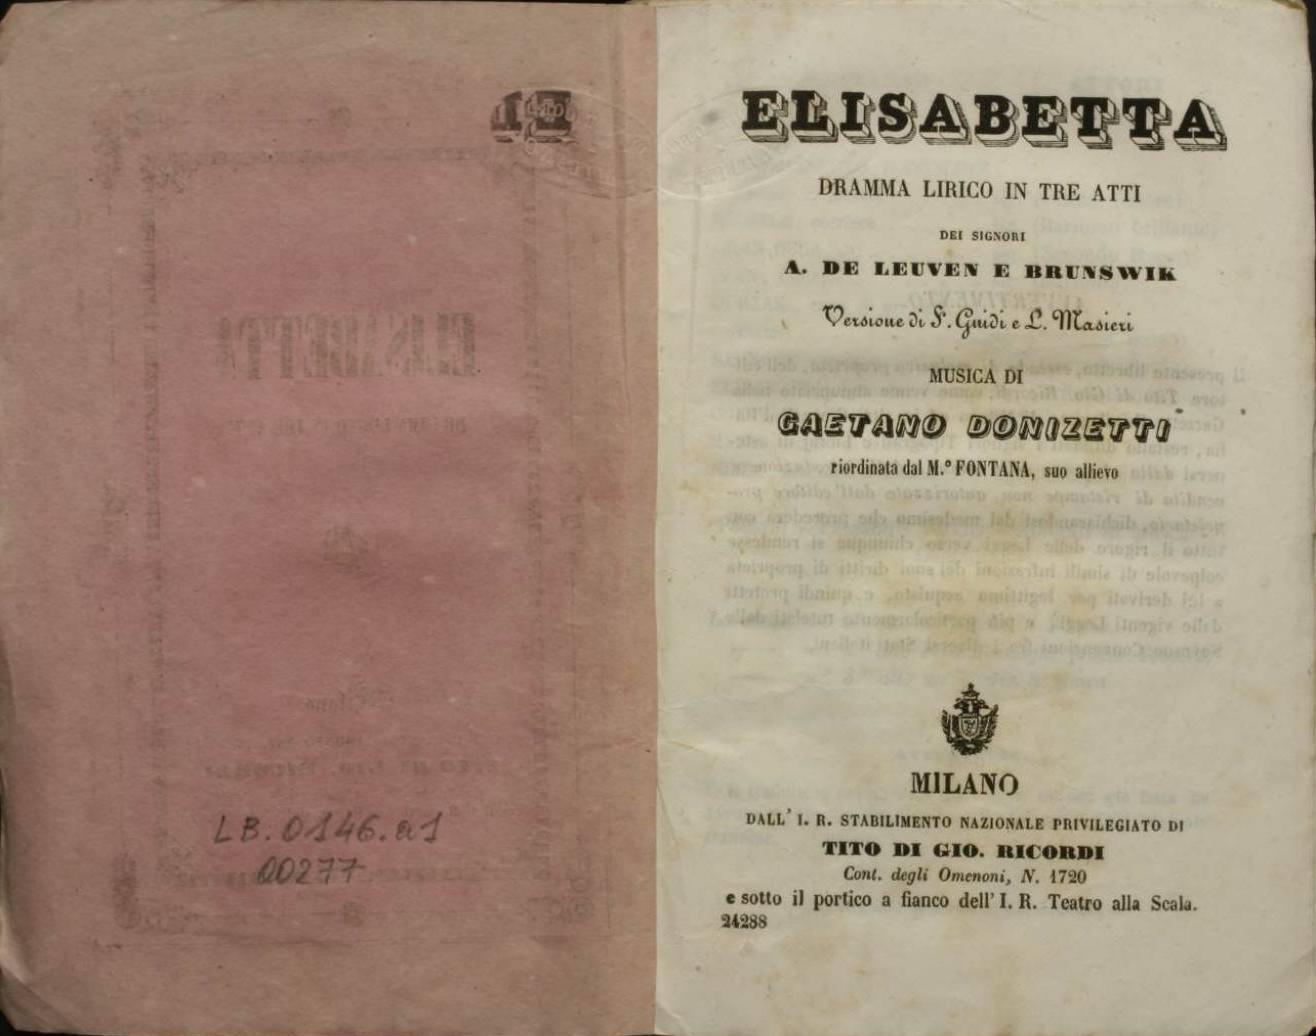 12
LB.0146.a1
00277
ELISABETTA
DRAMMA LIRICO IN TRE ATTI
DEI SIGNORI
A. DE LEUVEN E BRUNSWIK
Versione di F. Guidi e L. Masieri
MUSICA DI
GAETANO DONIZETTI
riordinata dal M.º FONTANA, suo allievo
MILANO
DALL' I. R. STABILIMENTO NAZIONALE PRIVILEGIATO DI
TITO DI GIO. RICORDI
Cont. degli Omenoni, N. 1720
e sotto il portico a fianco dell' I. R. Teatro alla Scala.
24288